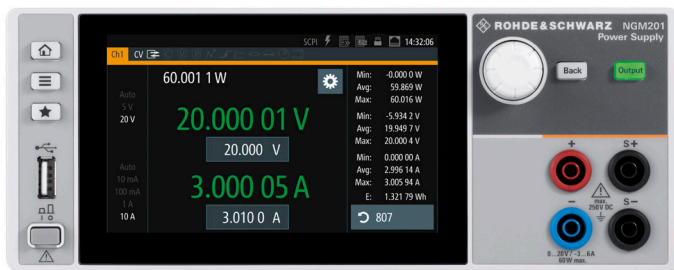 ROHDE & SCHWARZ NGM201
Power Supply
SCPI 14:32:06
Ch1 CV
60.001 1 W
Auto
5 V
20 V
20.000 01 V
20.000 V
Auto
10 mA
100 mA
1 A
10 A
3.000 05 A
3.010 0 A
Min: -0.000 0 W
Avg: 59.869 W
Max: 60.016 W
Min: -5.934 2 V
Avg: 19.949 7 V
Max: 20.000 4 V
Min: 0.000 00 A
Avg: 2.996 14 A
Max: 3.005 94 A
E: 1.321 79 Wh
807
Back
Output
+ S+
max.
250V DC
- S-
0...20V / -3...6A
60W max.